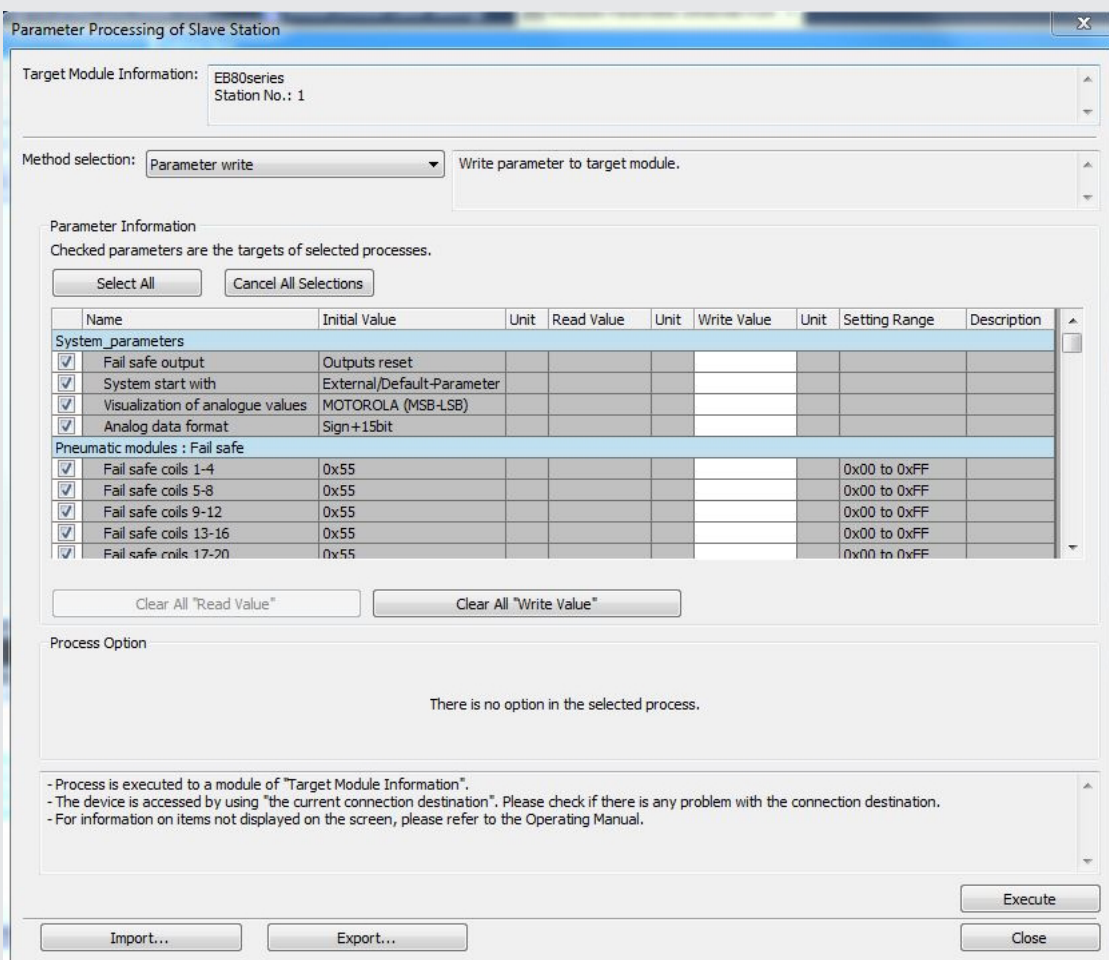 Parameter Processing of Slave Station
Target Module Information: EB80series
Station No.: 1
Method selection: Parameter write Write parameter to target module.
Parameter Information
Checked parameters are the targets of selected processes.
Select All Cancel All Selections
Name Initial Value Unit Read Value Unit Write Value Unit Setting Range Description
System_parameters
Fail safe output Outputs reset
System start with External/Default-Parameter
Visualization of analogue values MOTOROLA (MSB-LSB)
Analog data format Sign+15bit
Pneumatic modules : Fail safe
Fail safe coils 1-4 0x55 0x00 to 0xFF
Fail safe coils 5-8 0x55 0x00 to 0xFF
Fail safe coils 9-12 0x55 0x00 to 0xFF
Fail safe coils 13-16 0x55 0x00 to 0xFF
Fail safe coils 17-20 0x55 0x00 to 0xFF
Clear All "Read Value" Clear All "Write Value"
Process Option
There is no option in the selected process.
- Process is executed to a module of "Target Module Information".
- The device is accessed by using "the current connection destination". Please check if there is any problem with the connection destination.
- For information on items not displayed on the screen, please refer to the Operating Manual.
Execute
Import... Export... Close